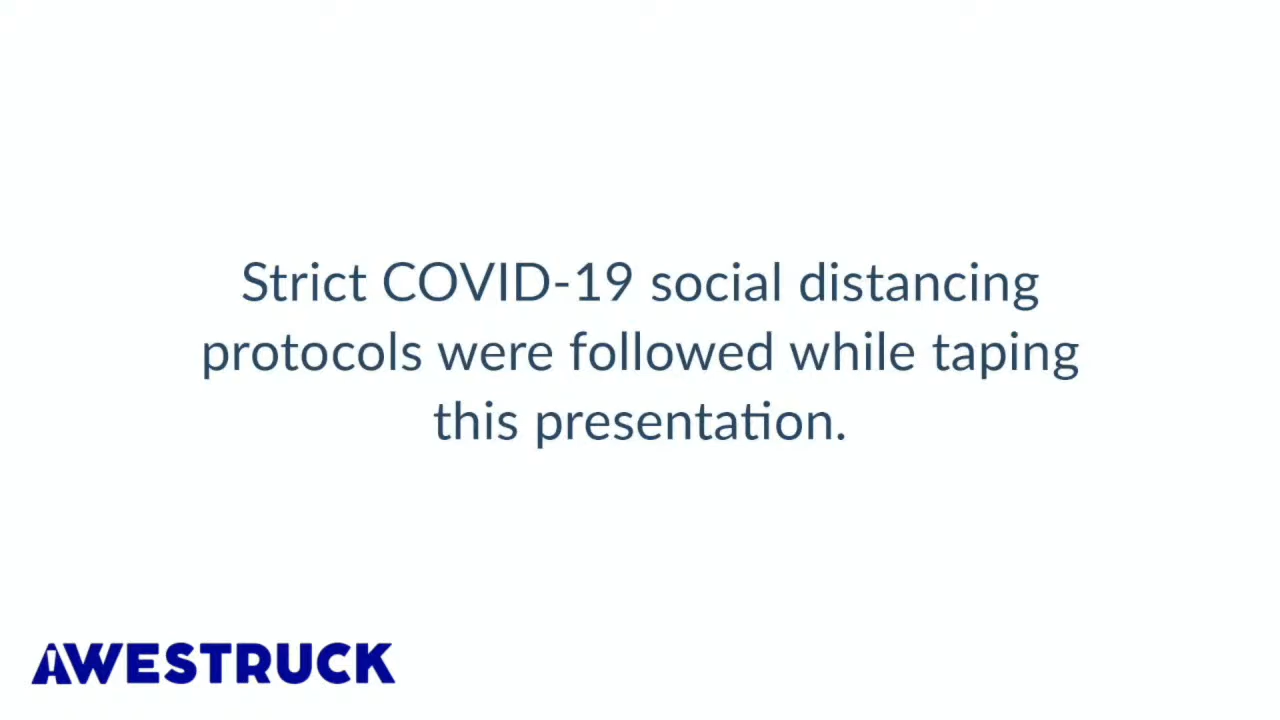 Strict COVID-19 social distancing
protocols were followed while taping
this presentation.
AWESTRUCK